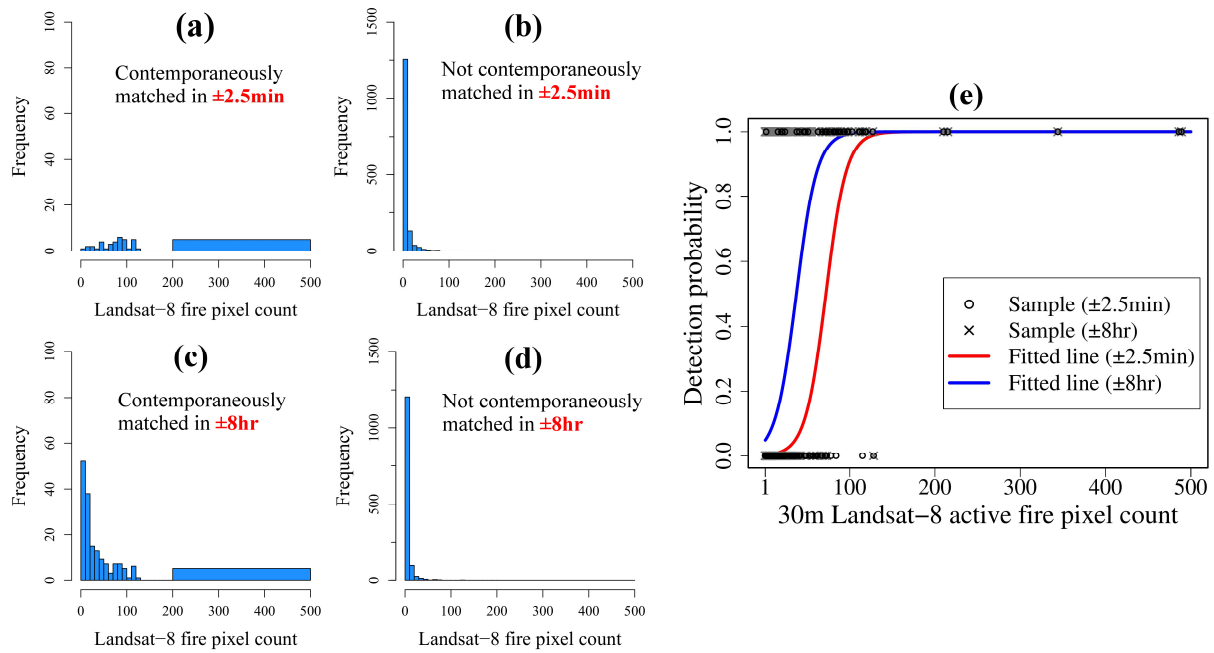 (a)
Contemporaneously
matched in ±2.5min
Frequency
0 20 40 60 80 100
0 100 200 300 400 500
Landsat−8 fire pixel count
(b)
Not contemporaneously
matched in ±2.5min
Frequency
0 500 1000 1500
0 100 200 300 400 500
Landsat−8 fire pixel count
(c)
Contemporaneously
matched in ±8hr
Frequency
0 20 40 60 80 100
0 100 200 300 400 500
Landsat−8 fire pixel count
(d)
Not contemporaneously
matched in ±8hr
Frequency
0 500 1000 1500
0 100 200 300 400 500
Landsat−8 fire pixel count
(e)
Detection probability
0.0 0.2 0.4 0.6 0.8 1.0
Sample (±2.5min)
Sample (±8hr)
Fitted line (±2.5min)
Fitted line (±8hr)
1 100 200 300 400 500
30m Landsat−8 active fire pixel count